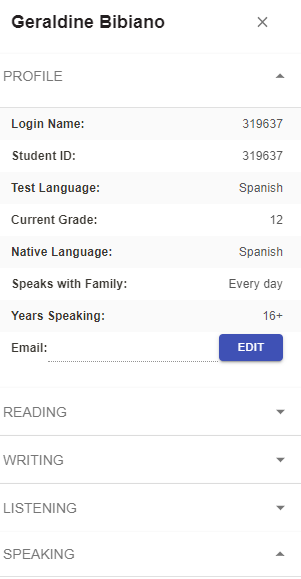 Geraldine Bibiano
PROFILE
Login Name: 319637
Student ID: 319637
Test Language: Spanish
Current Grade: 12
Native Language: Spanish
Speaks with Family: Every day
Years Speaking: 16+
Email: EDIT
READING
WRITING
LISTENING
SPEAKING